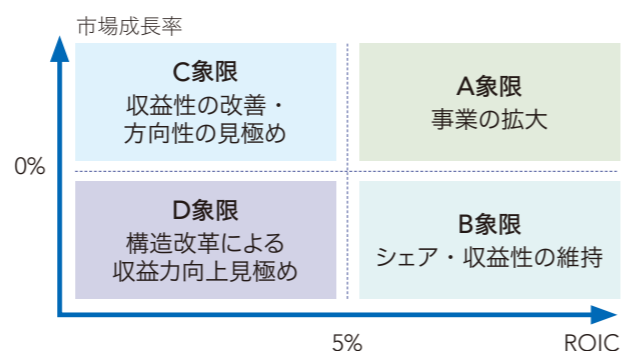 市場成長率
C象限
収益性の改善・
方向性の見極め
A象限
事業の拡大
0%
D象限
構造改革による
収益力向上見極め
B象限
シェア・収益性の維持
5%
ROIC